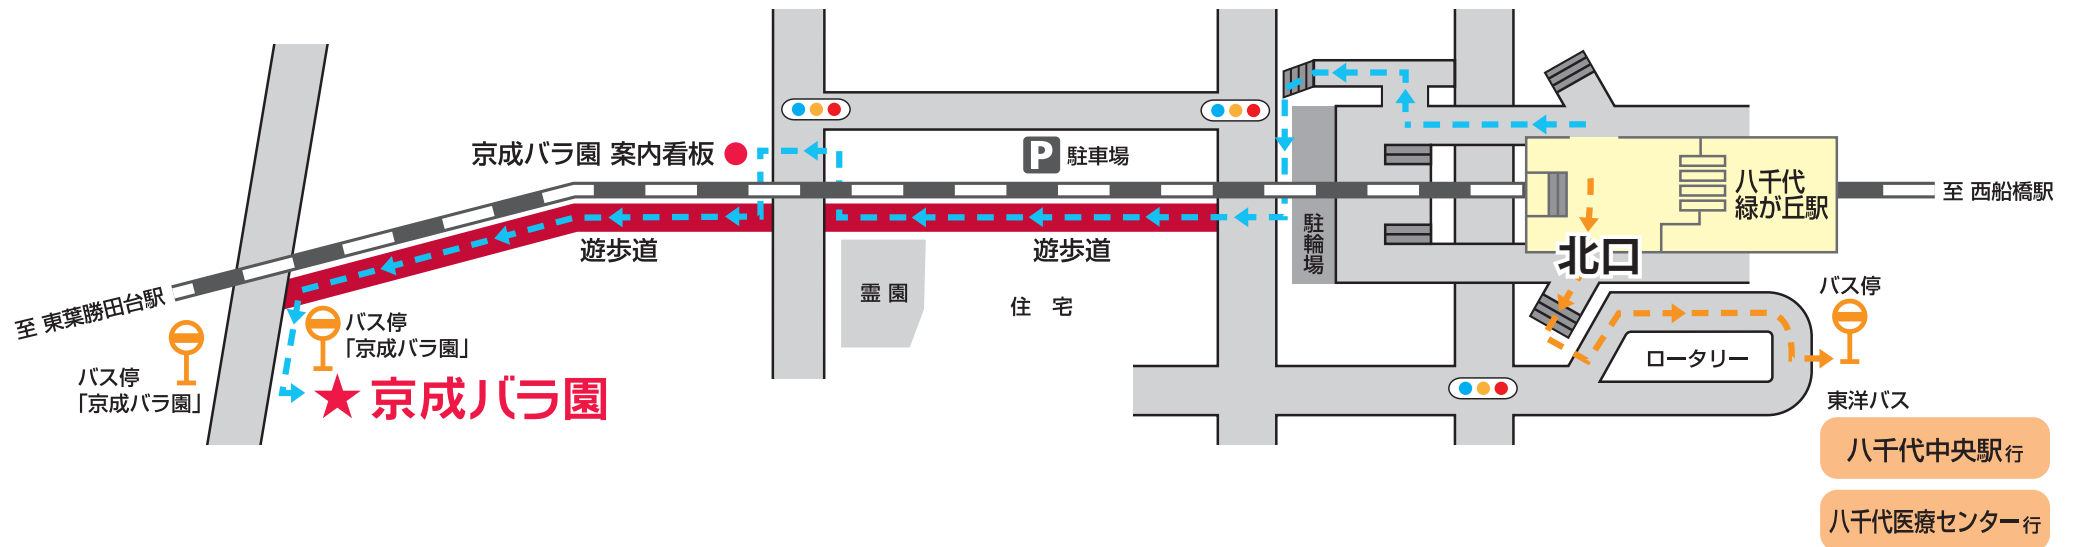 京成バラ園 案内看板
P 駐車場
八千代
緑が丘駅
至 西船橋駅
駐輪場
遊歩道
遊歩道
北口
霊園
住 宅
至 東葉勝田台駅
バス停
「京成バラ園」
バス停
「京成バラ園」
★京成バラ園
バス停
ロータリー
東洋バス
八千代中央駅行
八千代医療センター行